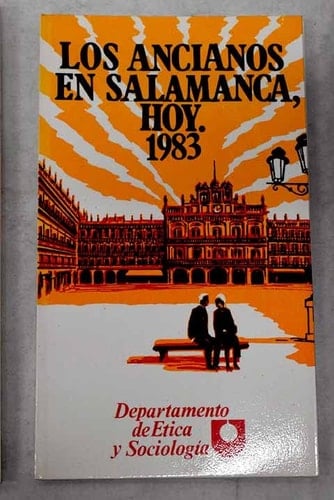 LOS ANCIANOS
EN SALAMANCA,
HOY.
1983
Departamento
de Etica
y Sociología